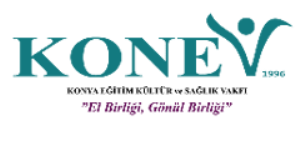 KONEV
1996
KONYA EĞİTİM KÜLTÜR ve SAĞLIK VAKFI
"El Birliği, Gönül Birliği"